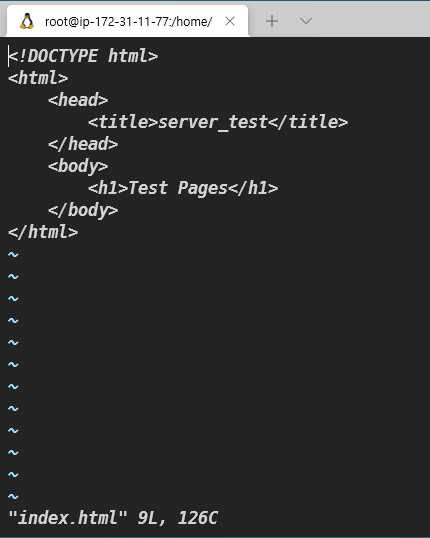 root@ip-172-31-11-77:/home/
<!DOCTYPE html>
<html>
    <head>
        <title>server_test</title>
    </head>
    <body>
        <h1>Test Pages</h1>
    </body>
</html>
~
~
~
~
~
~
~
~
~
~
~
~
"index.html" 9L, 126C